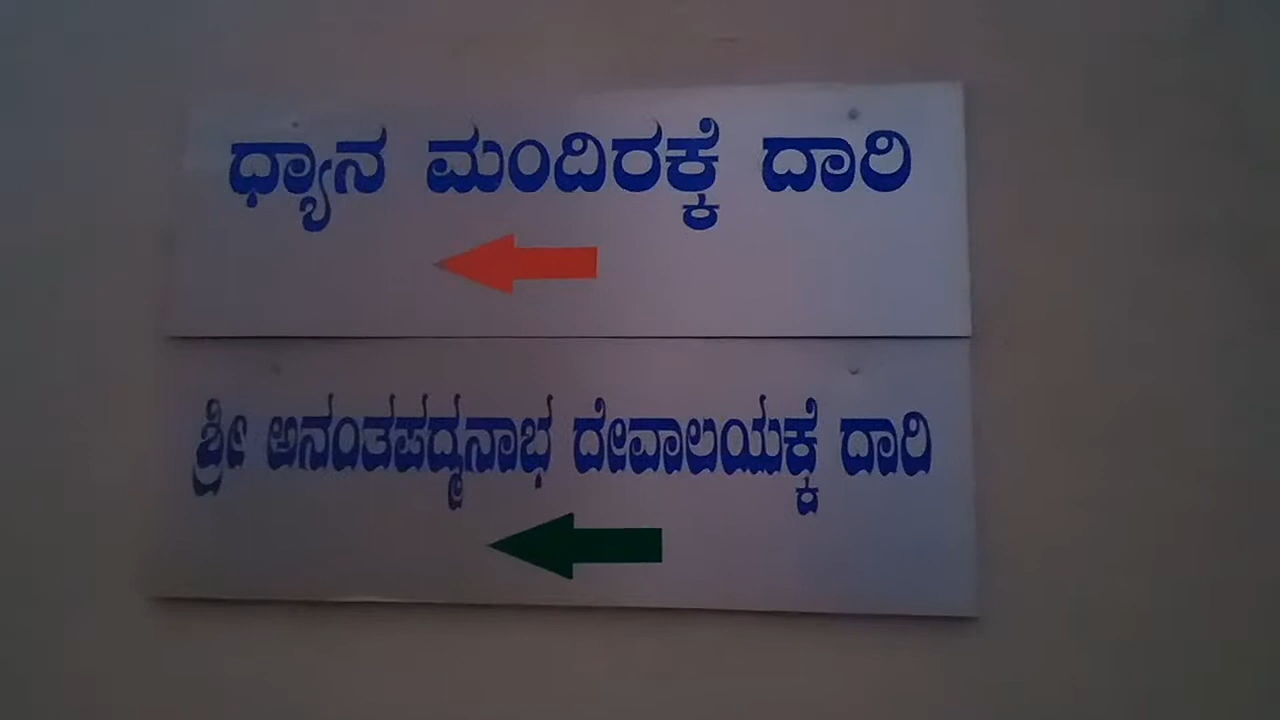 ಧ್ಯಾನ ಮಂದಿರಕ್ಕೆ ದಾರಿ
ಶ್ರೀ ಅನಂತಪದ್ಮನಾಭ ದೇವಾಲಯಕ್ಕೆ ದಾರಿ